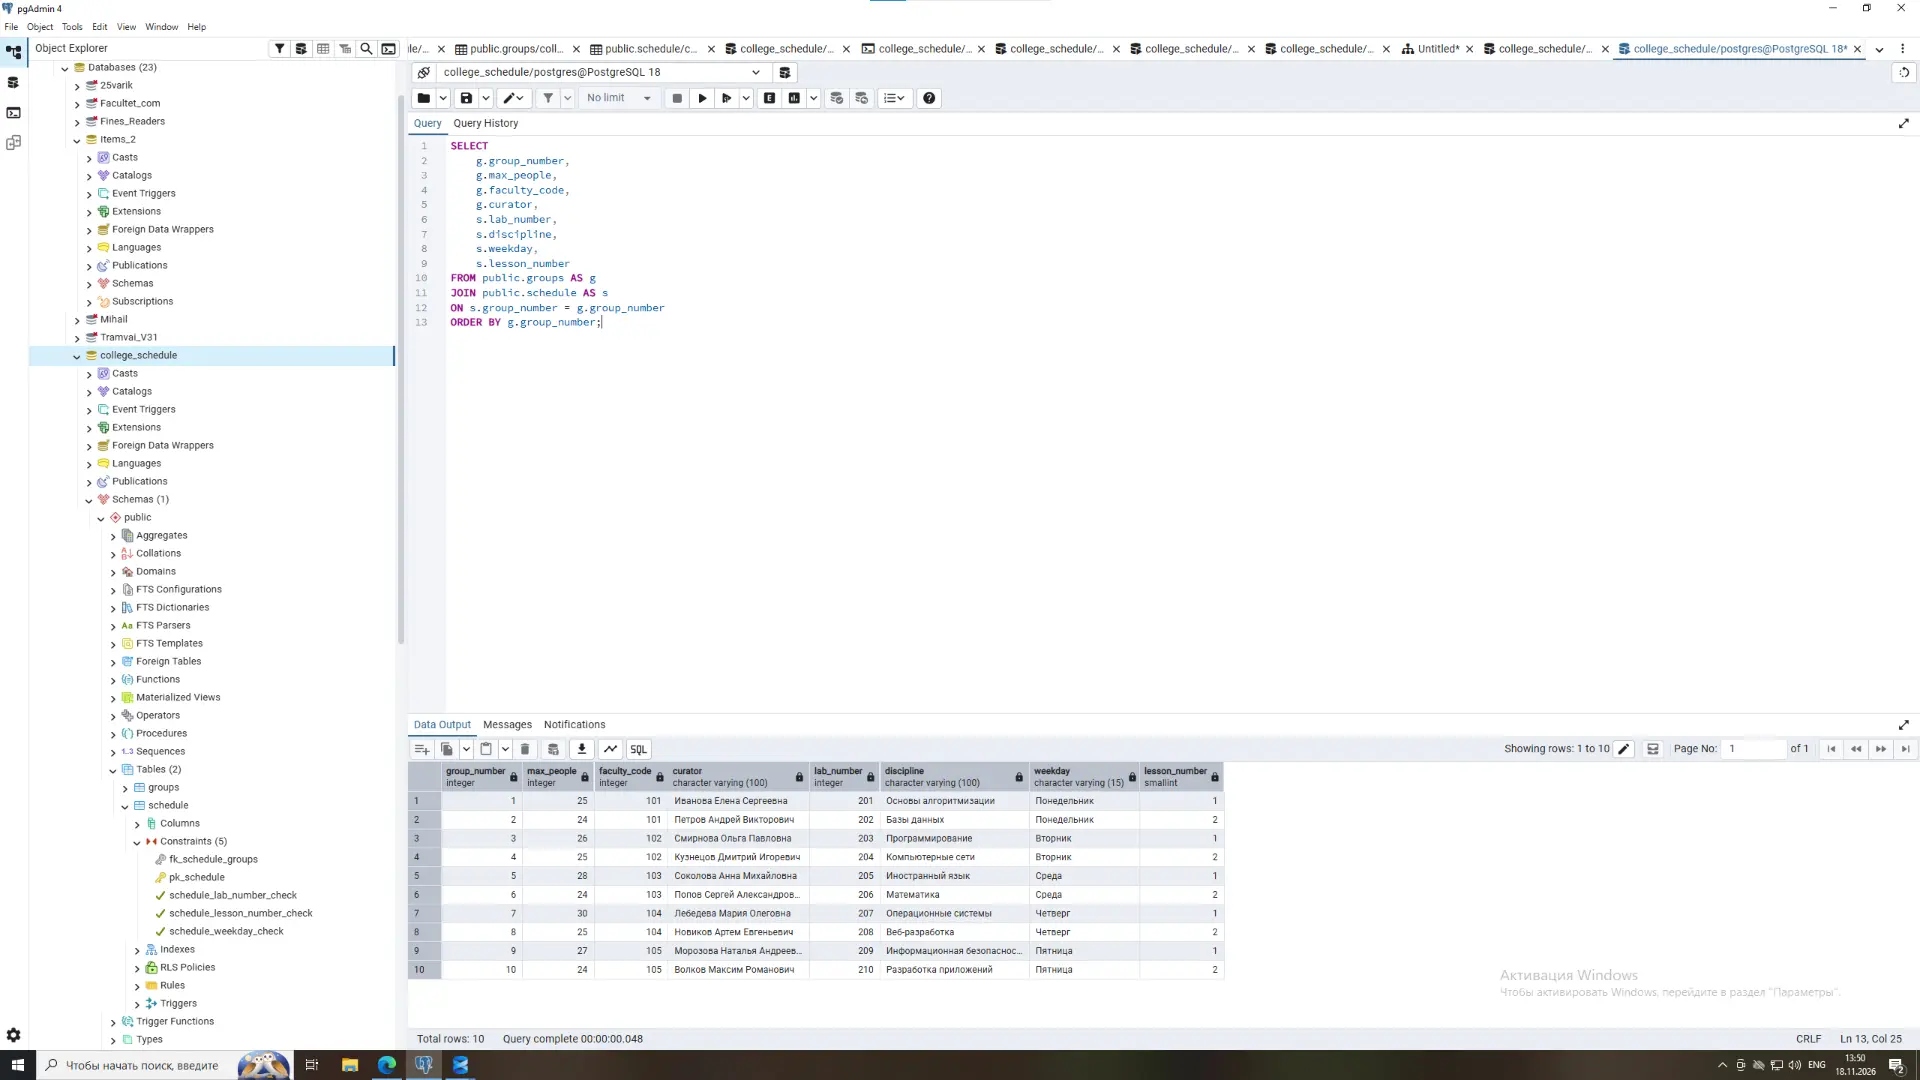 pgAdmin 4
File Object Tools Edit View Window Help
Object Explorer
le/... public.groups/coll... public.schedule/c... college_schedule/... college_schedule/... college_schedule/... college_schedule/... college_schedule/... Untitled* college_schedule/... college_schedule/postgres@PostgreSQL 18*
college_schedule/postgres@PostgreSQL 18
No limit
Query Query History
Databases (23)
25varik
Facultet_com
Fines_Readers
Items_2
Casts
Catalogs
Event Triggers
Extensions
Foreign Data Wrappers
Languages
Publications
Schemas
Subscriptions
Mihail
Tramvai_V31
college_schedule
Casts
Catalogs
Event Triggers
Extensions
Foreign Data Wrappers
Languages
Publications
Schemas (1)
public
Aggregates
Collations
Domains
FTS Configurations
FTS Dictionaries
FTS Parsers
FTS Templates
Foreign Tables
Functions
Materialized Views
Operators
Procedures
1..3 Sequences
Tables (2)
groups
schedule
Columns
Constraints (5)
fk_schedule_groups
pk_schedule
schedule_lab_number_check
schedule_lesson_number_check
schedule_weekday_check
Indexes
RLS Policies
Rules
Triggers
Trigger Functions
Types
1 SELECT
2 g.group_number,
3 g.max_people,
4 g.faculty_code,
5 g.curator,
6 s.lab_number,
7 s.discipline,
8 s.weekday,
9 s.lesson_number
10 FROM public.groups AS g
11 JOIN public.schedule AS s
12 ON s.group_number = g.group_number
13 ORDER BY g.group_number;
Data Output Messages Notifications
SQL Showing rows: 1 to 10 Page No: 1 of 1
group_number max_people faculty_code curator lab_number discipline weekday lesson_number
integer integer integer character varying (100) integer character varying (100) character varying (15) smallint
1 1 25 101 Иванова Елена Сергеевна 201 Основы алгоритмизации Понедельник 1
2 2 24 101 Петров Андрей Викторович 202 Базы данных Понедельник 2
3 3 26 102 Смирнова Ольга Павловна 203 Программирование Вторник 1
4 4 25 102 Кузнецов Дмитрий Игоревич 204 Компьютерные сети Вторник 2
5 5 28 103 Соколова Анна Михайловна 205 Иностранный язык Среда 1
6 6 24 103 Попов Сергей Александров... 206 Математика Среда 2
7 7 30 104 Лебедева Мария Олеговна 207 Операционные системы Четверг 1
8 8 25 104 Новиков Артем Евгеньевич 208 Веб-разработка Четверг 2
9 9 27 105 Морозова Наталья Андреев... 209 Информационная безопаснос... Пятница 1
10 10 24 105 Волков Максим Романович 210 Разработка приложений Пятница 2
Активация Windows
Чтобы активировать Windows, перейдите в раздел "Параметры".
Total rows: 10 Query complete 00:00:00.048 CRLF Ln 13, Col 25
Чтобы начать поиск, введите
ENG
13:50
18.11.2026
2